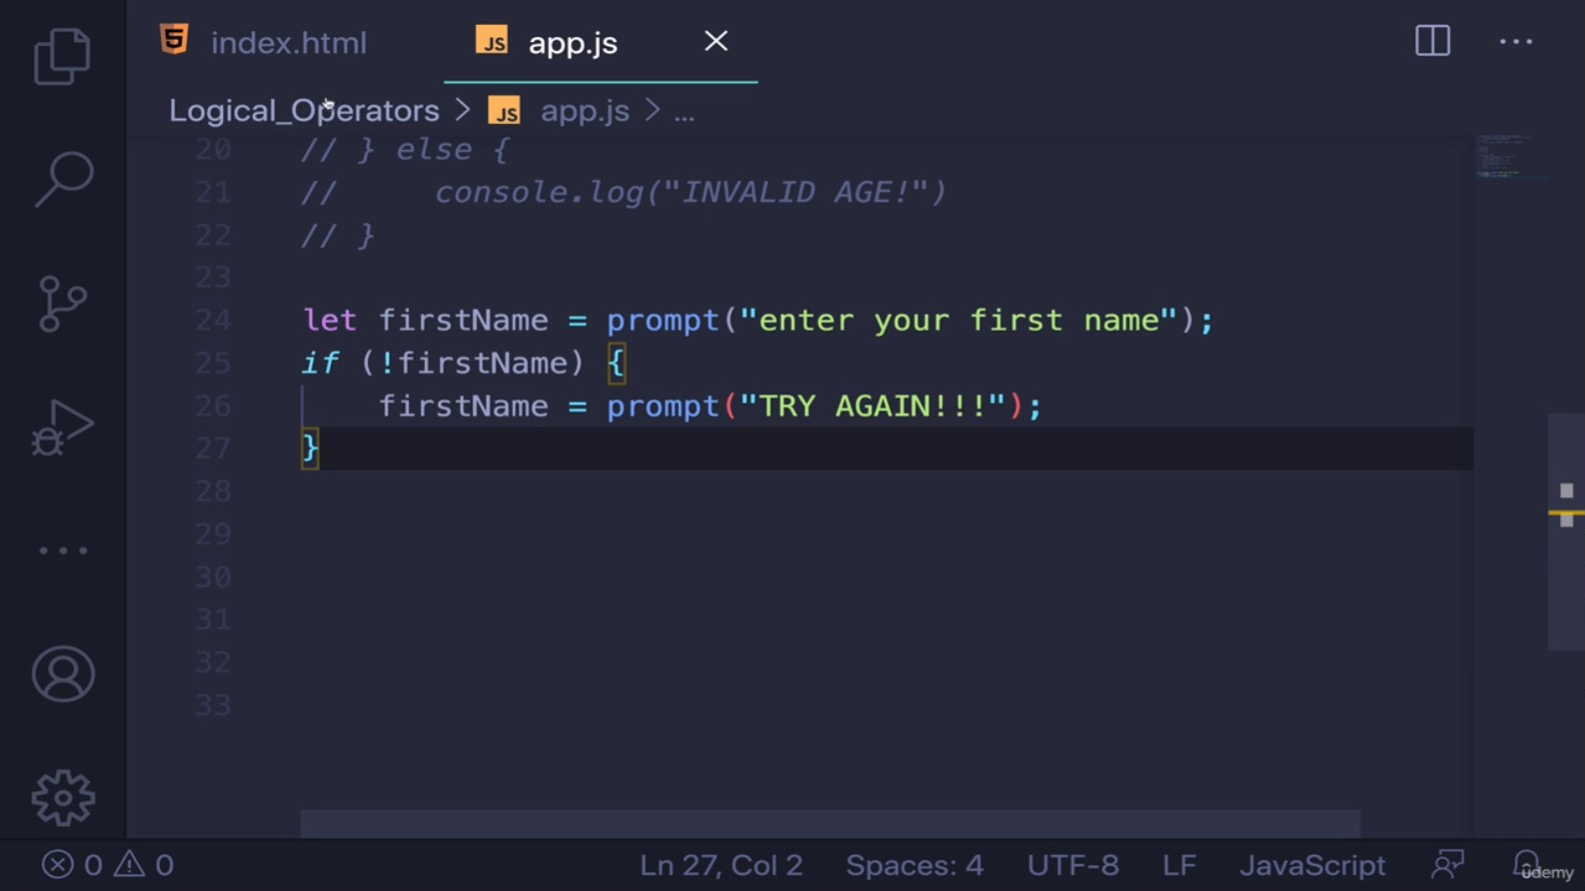 index.html
JS app.js
Logical_Operators > JS app.js > ...
20 // } else {
21 //     console.log("INVALID AGE!")
22 // }
23
24 let firstName = prompt("enter your first name");
25 if (!firstName) {
26     firstName = prompt("TRY AGAIN!!!");
27 }
28
29
30
31
32
33
0 0 Ln 27, Col 2 Spaces: 4 UTF-8 LF JavaScript
udemy